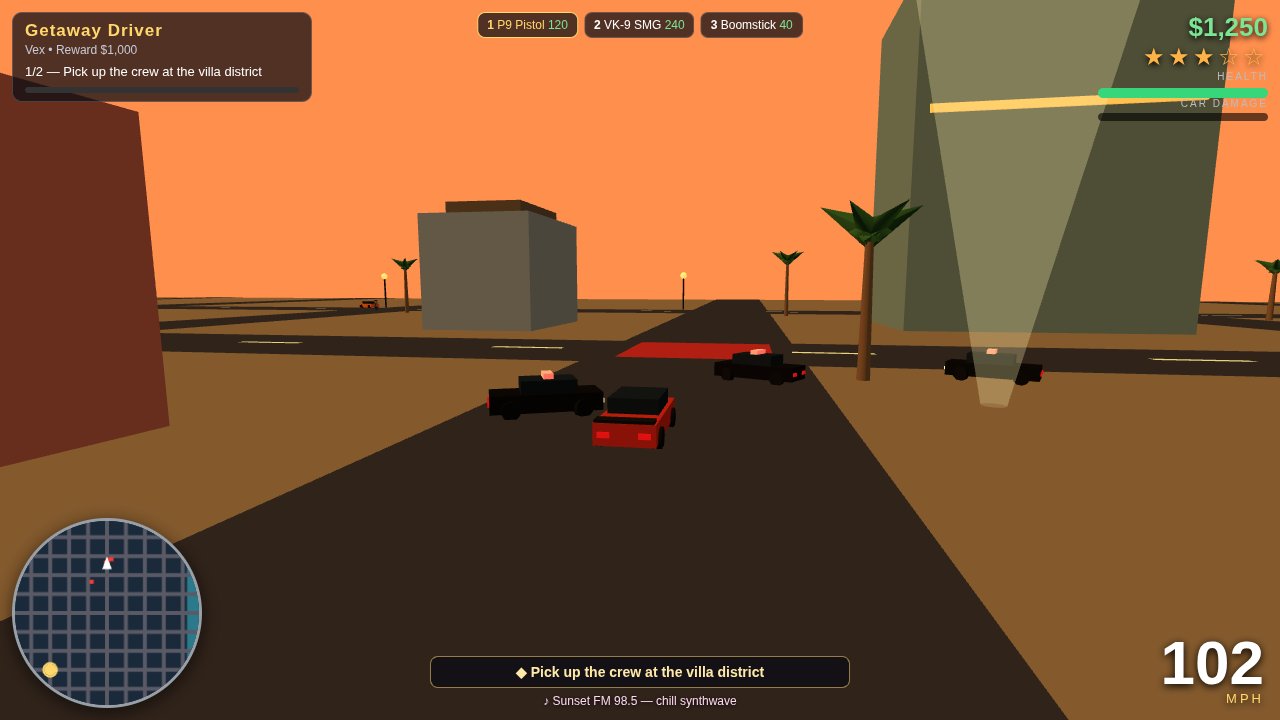 Getaway Driver
Vex • Reward $1,000
1/2 — Pick up the crew at the villa district
1 P9 Pistol 120
2 VK-9 SMG 240
3 Boomstick 40
$1,250
★★★☆☆
HEALTH
CAR DAMAGE
◆ Pick up the crew at the villa district
♪ Sunset FM 98.5 — chill synthwave
102
MPH